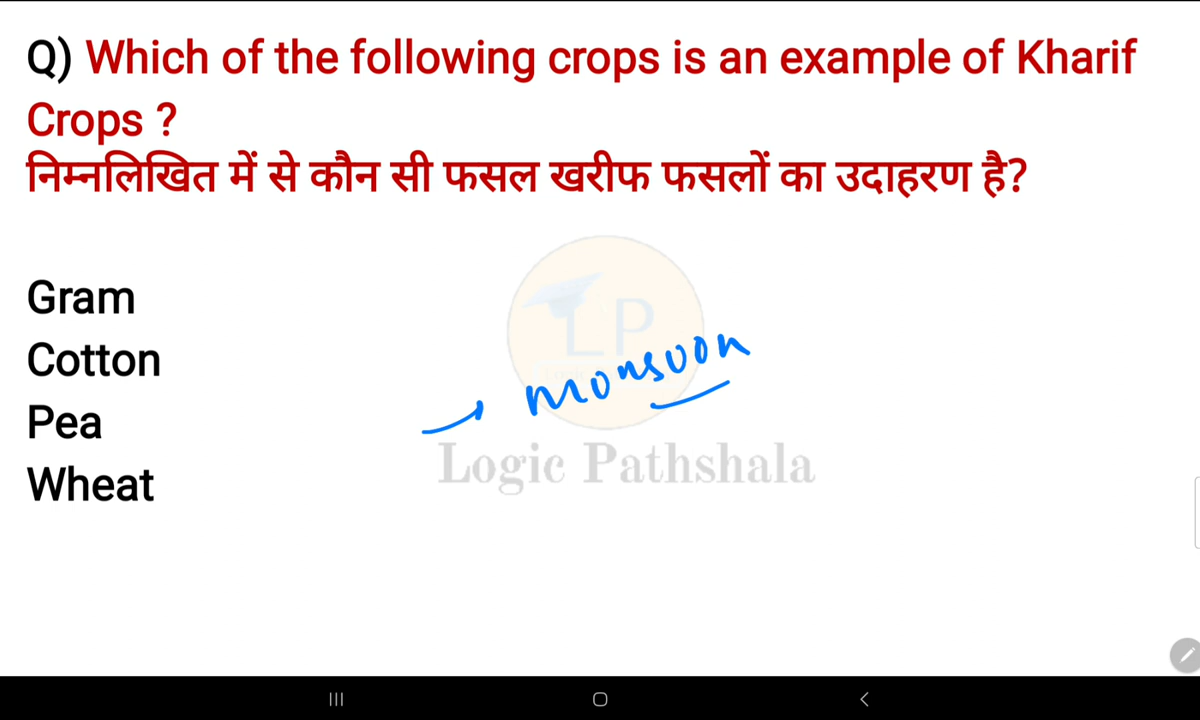 Q) Which of the following crops is an example of Kharif
Crops ?
निम्नलिखित में से कौन सी फसल खरीफ फसलों का उदाहरण है?
Gram
Cotton
Pea
Wheat
LP
monsoon
Logic Pathshala